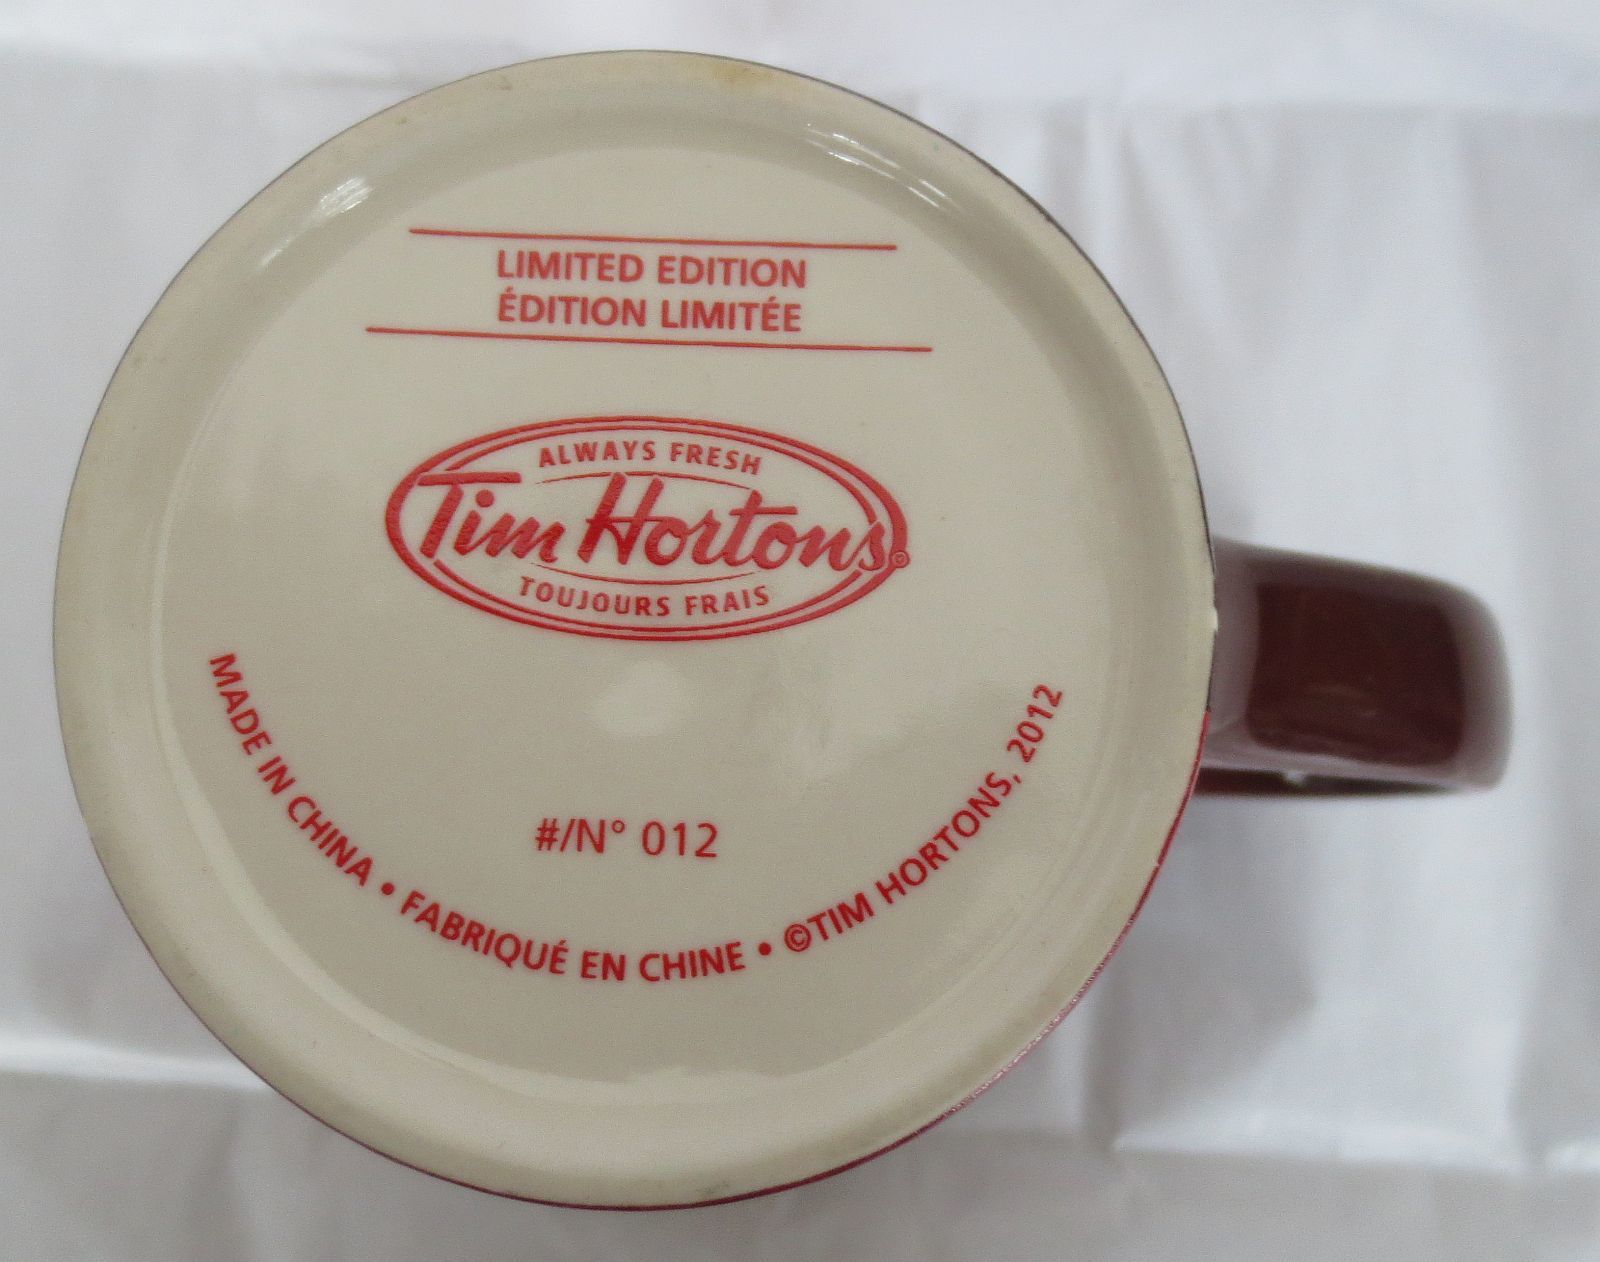 LIMITED EDITION
ÉDITION LIMITÉE
ALWAYS FRESH
Tim Hortons®
TOUJOURS FRAIS
#/N° 012
MADE IN CHINA • FABRIQUÉ EN CHINE • ©TIM HORTONS, 2012